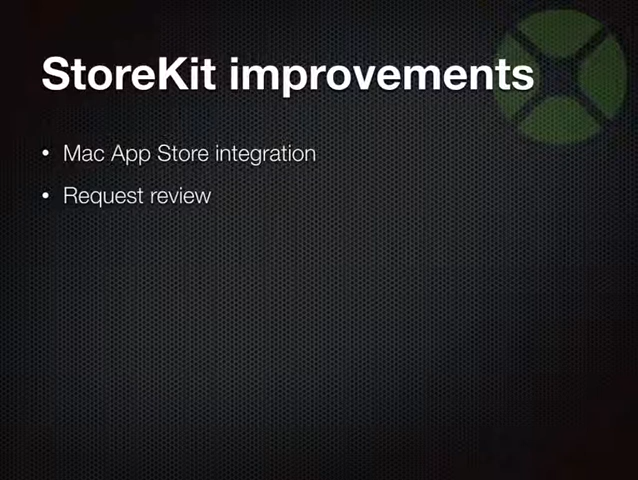 StoreKit improvements
• Mac App Store integration
• Request review